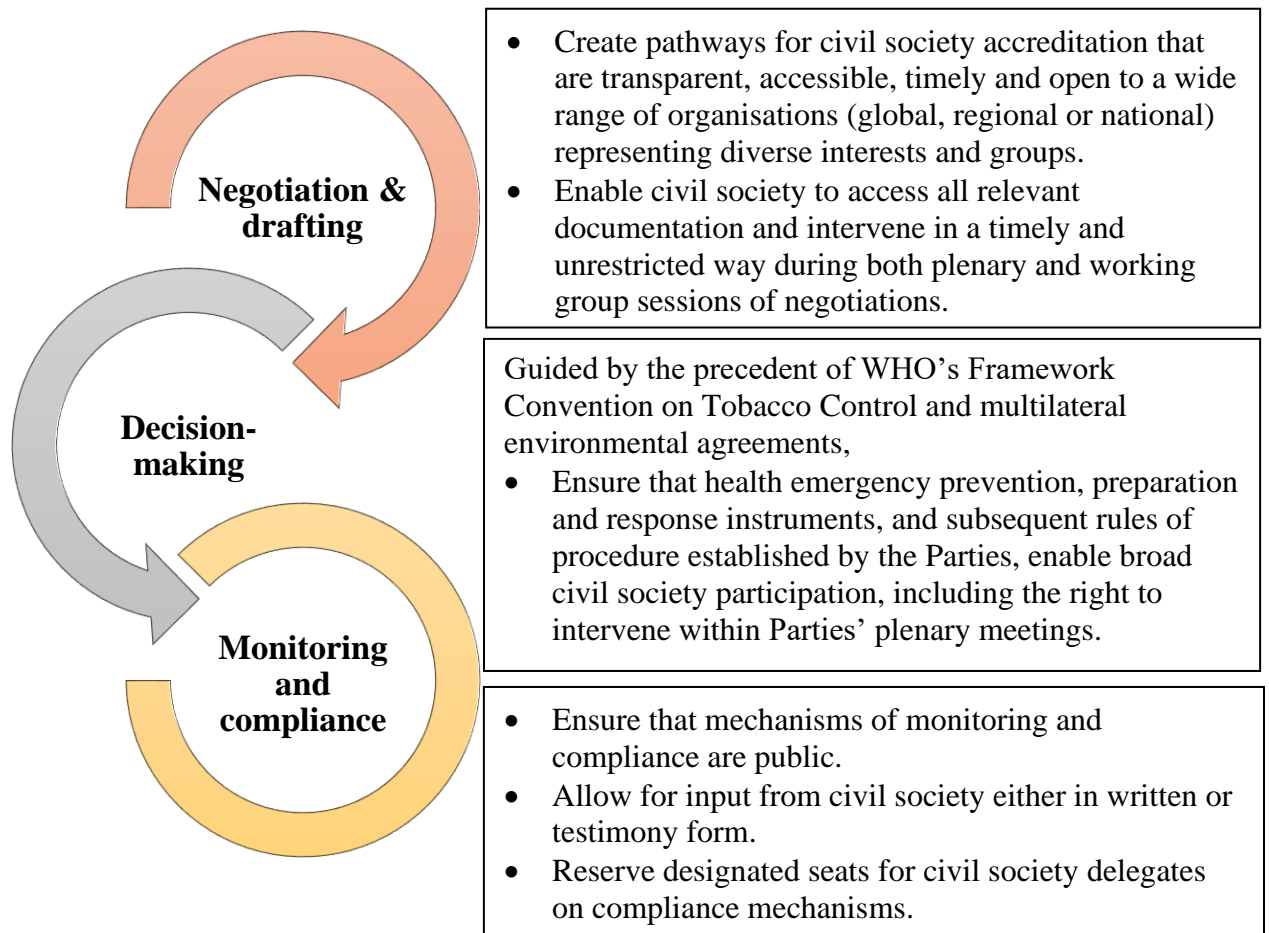 Negotiation &
drafting
• Create pathways for civil society accreditation that
are transparent, accessible, timely and open to a wide
range of organisations (global, regional or national)
representing diverse interests and groups.
• Enable civil society to access all relevant
documentation and intervene in a timely and
unrestricted way during both plenary and working
group sessions of negotiations.
Decision-
making
Guided by the precedent of WHO’s Framework
Convention on Tobacco Control and multilateral
environmental agreements,
• Ensure that health emergency prevention, preparation
and response instruments, and subsequent rules of
procedure established by the Parties, enable broad
civil society participation, including the right to
intervene within Parties’ plenary meetings.
Monitoring
and
compliance
• Ensure that mechanisms of monitoring and
compliance are public.
• Allow for input from civil society either in written or
testimony form.
• Reserve designated seats for civil society delegates
on compliance mechanisms.